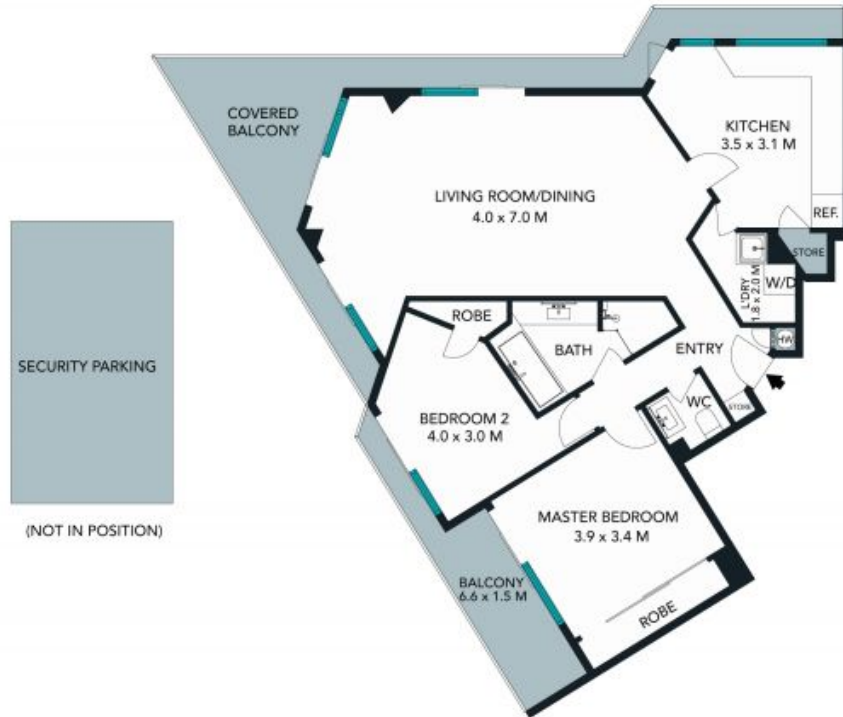 COVERED
BALCONY
KITCHEN
3.5 x 3.1 M
LIVING ROOM/DINING
4.0 x 7.0 M
REF.
STORE
L'DRY
1.8 x 2.0 M
W/D
HW
ROBE
BATH
ENTRY
SECURITY PARKING
(NOT IN POSITION)
BEDROOM 2
4.0 x 3.0 M
WC
STORE
MASTER BEDROOM
3.9 x 3.4 M
BALCONY
6.6 x 1.5 M
ROBE